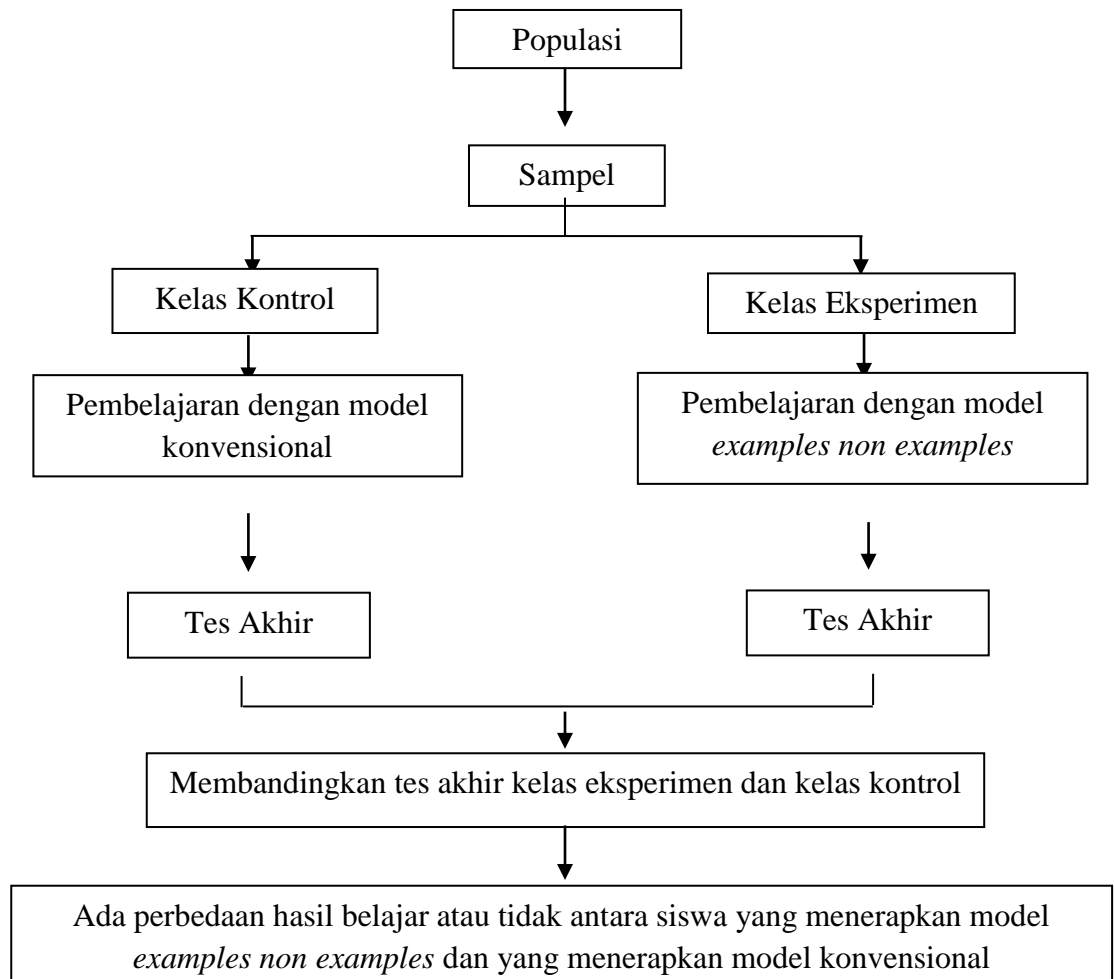 Populasi
Sampel
Kelas Kontrol
Kelas Eksperimen
Pembelajaran dengan model
konvensional
Pembelajaran dengan model
examples non examples
Tes Akhir
Tes Akhir
Membandingkan tes akhir kelas eksperimen dan kelas kontrol
Ada perbedaan hasil belajar atau tidak antara siswa yang menerapkan model
examples non examples dan yang menerapkan model konvensional